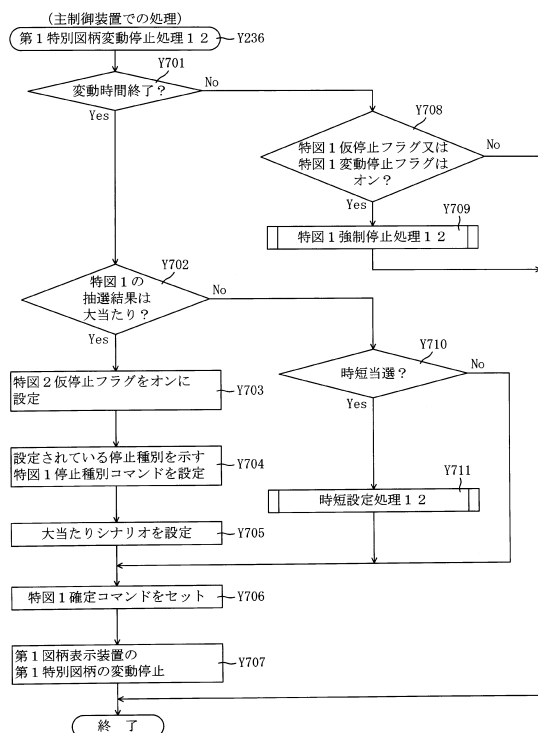 (主制御装置での処理)
第1特別図柄変動停止処理12
Y236
Y701
変動時間終了?
No
Yes
Y708
特図1仮停止フラグ又は
特図1変動停止フラグは
オン?
No
Yes
Y709
特図1強制停止処理12
Y702
特図1の
抽選結果は
大当たり?
No
Yes
Y710
時短当選?
No
Yes
特図2仮停止フラグをオンに
設定
Y703
設定されている停止種別を示す
特図1停止種別コマンドを設定
Y704
Y711
時短設定処理12
大当たりシナリオを設定
Y705
特図1確定コマンドをセット
Y706
第1図柄表示装置の
第1特別図柄の変動停止
Y707
終 了